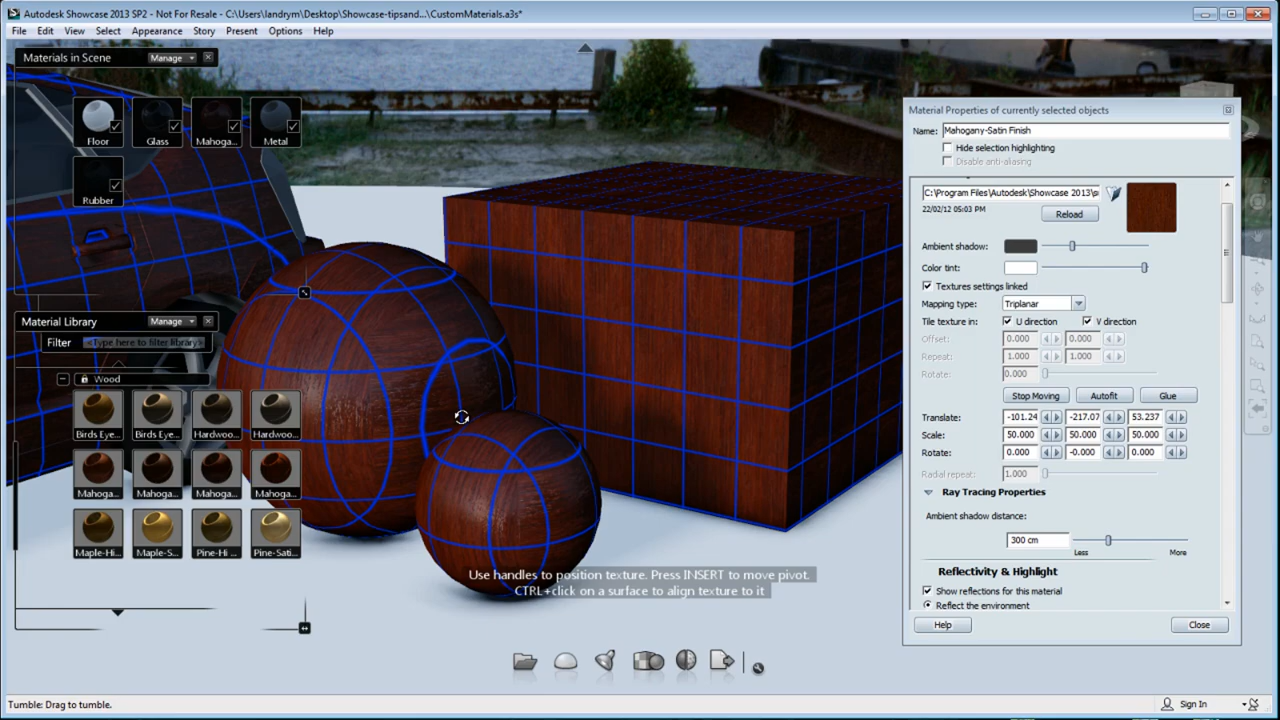 Autodesk Showcase 2013 SP2 - Not For Resale - C:\Users\landrym\Desktop\Showcase-tipsand...\CustomMaterials.a3s*
File Edit View Select Appearance Story Present Options Help
Materials in Scene Manage
Floor Glass Mahoga... Metal
Rubber
Material Library Manage
Filter <Type here to filter library>
Wood
Birds Eye... Birds Eye... Hardwoo... Hardwoo...
Mahoga... Mahoga... Mahoga... Mahoga...
Maple-Hi... Maple-S... Pine-Hi ... Pine-Sati...
Use handles to position texture. Press INSERT to move pivot.
CTRL+click on a surface to align texture to it
Material Properties of currently selected objects
Name: Mahogany-Satin Finish
Hide selection highlighting
Disable anti-aliasing
C:\Program Files\Autodesk\Showcase 2013\s
22/02/12 05:03 PM
Reload
Ambient shadow:
Color tint:
Textures settings linked
Mapping type: Triplanar
Tile texture in: U direction V direction
Offset: 0.000 0.000
Repeat: 1.000 1.000
Rotate: 0.000
Stop Moving Autofit Glue
Translate: -101.24 -217.07 53.237
Scale: 50.000 50.000 50.000
Rotate: 0.000 -0.000 0.000
Radial repeat: 1.000
Ray Tracing Properties
Ambient shadow distance:
300 cm
Less More
Reflectivity & Highlight
Show reflections for this material
Reflect the environment
Help Close
Tumble: Drag to tumble.
Sign In